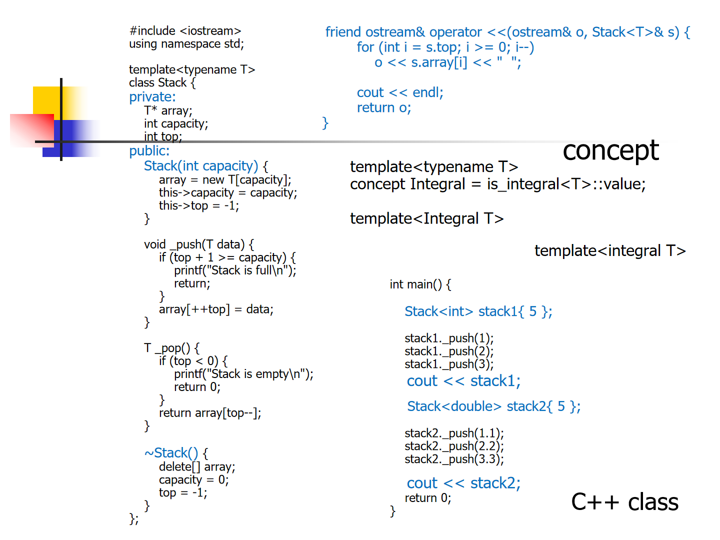 #include <iostream>
using namespace std;
template<typename T>
class Stack {
private:
T* array;
int capacity;
int top;
public:
Stack(int capacity) {
array = new T[capacity];
this->capacity = capacity;
this->top = -1;
}
void _push(T data) {
if (top + 1 >= capacity) {
printf("Stack is full\n");
return;
}
array[++top] = data;
}
T _pop() {
if (top < 0) {
printf("Stack is empty\n");
return 0;
}
return array[top--];
}
~Stack() {
delete[] array;
capacity = 0;
top = -1;
}
};
friend ostream& operator <<(ostream& o, Stack<T>& s) {
for (int i = s.top; i >= 0; i--)
o << s.array[i] << "  ";
cout << endl;
return o;
}
concept
template<typename T>
concept Integral = is_integral<T>::value;
template<Integral T>
template<integral T>
int main() {
Stack<int> stack1{ 5 };
stack1._push(1);
stack1._push(2);
stack1._push(3);
cout << stack1;
Stack<double> stack2{ 5 };
stack2._push(1.1);
stack2._push(2.2);
stack2._push(3.3);
cout << stack2;
return 0;
}
C++ class